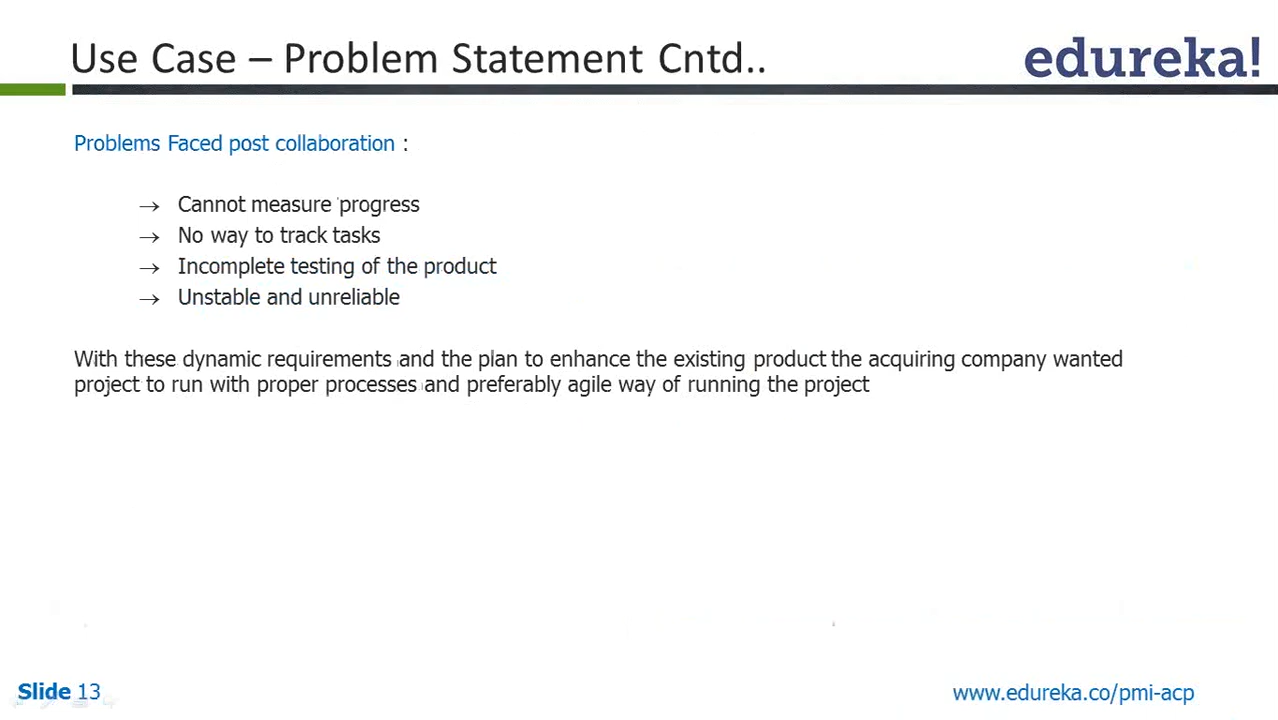 Use Case – Problem Statement Cntd..
edureka!
Problems Faced post collaboration :
→ Cannot measure progress
→ No way to track tasks
→ Incomplete testing of the product
→ Unstable and unreliable
With these dynamic requirements and the plan to enhance the existing product the acquiring company wanted
project to run with proper processes and preferably agile way of running the project
Slide 13
www.edureka.co/pmi-acp